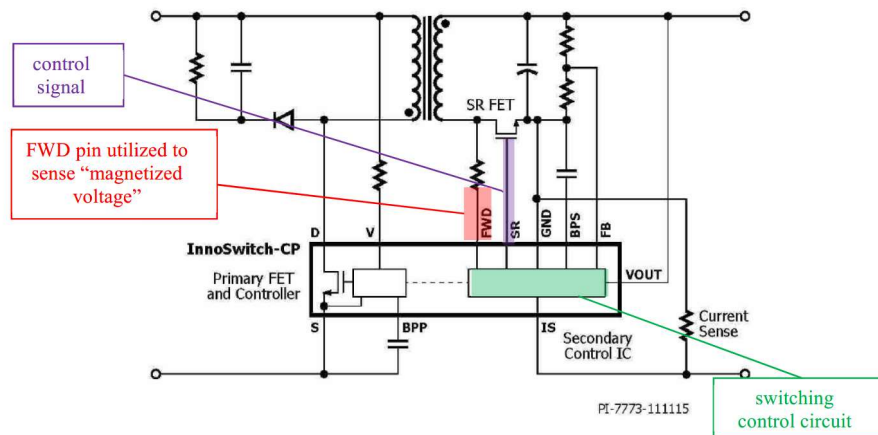 control
signal
SR FET
FWD pin utilized to
sense “magnetized
voltage”
D
V
FWD
SR
GND
BPS
FB
InnoSwitch-CP
VOUT
Primary FET
and Controller
S
BPP
IS
Secondary
Control IC
Current
Sense
PI-7773-111115
switching
control circuit